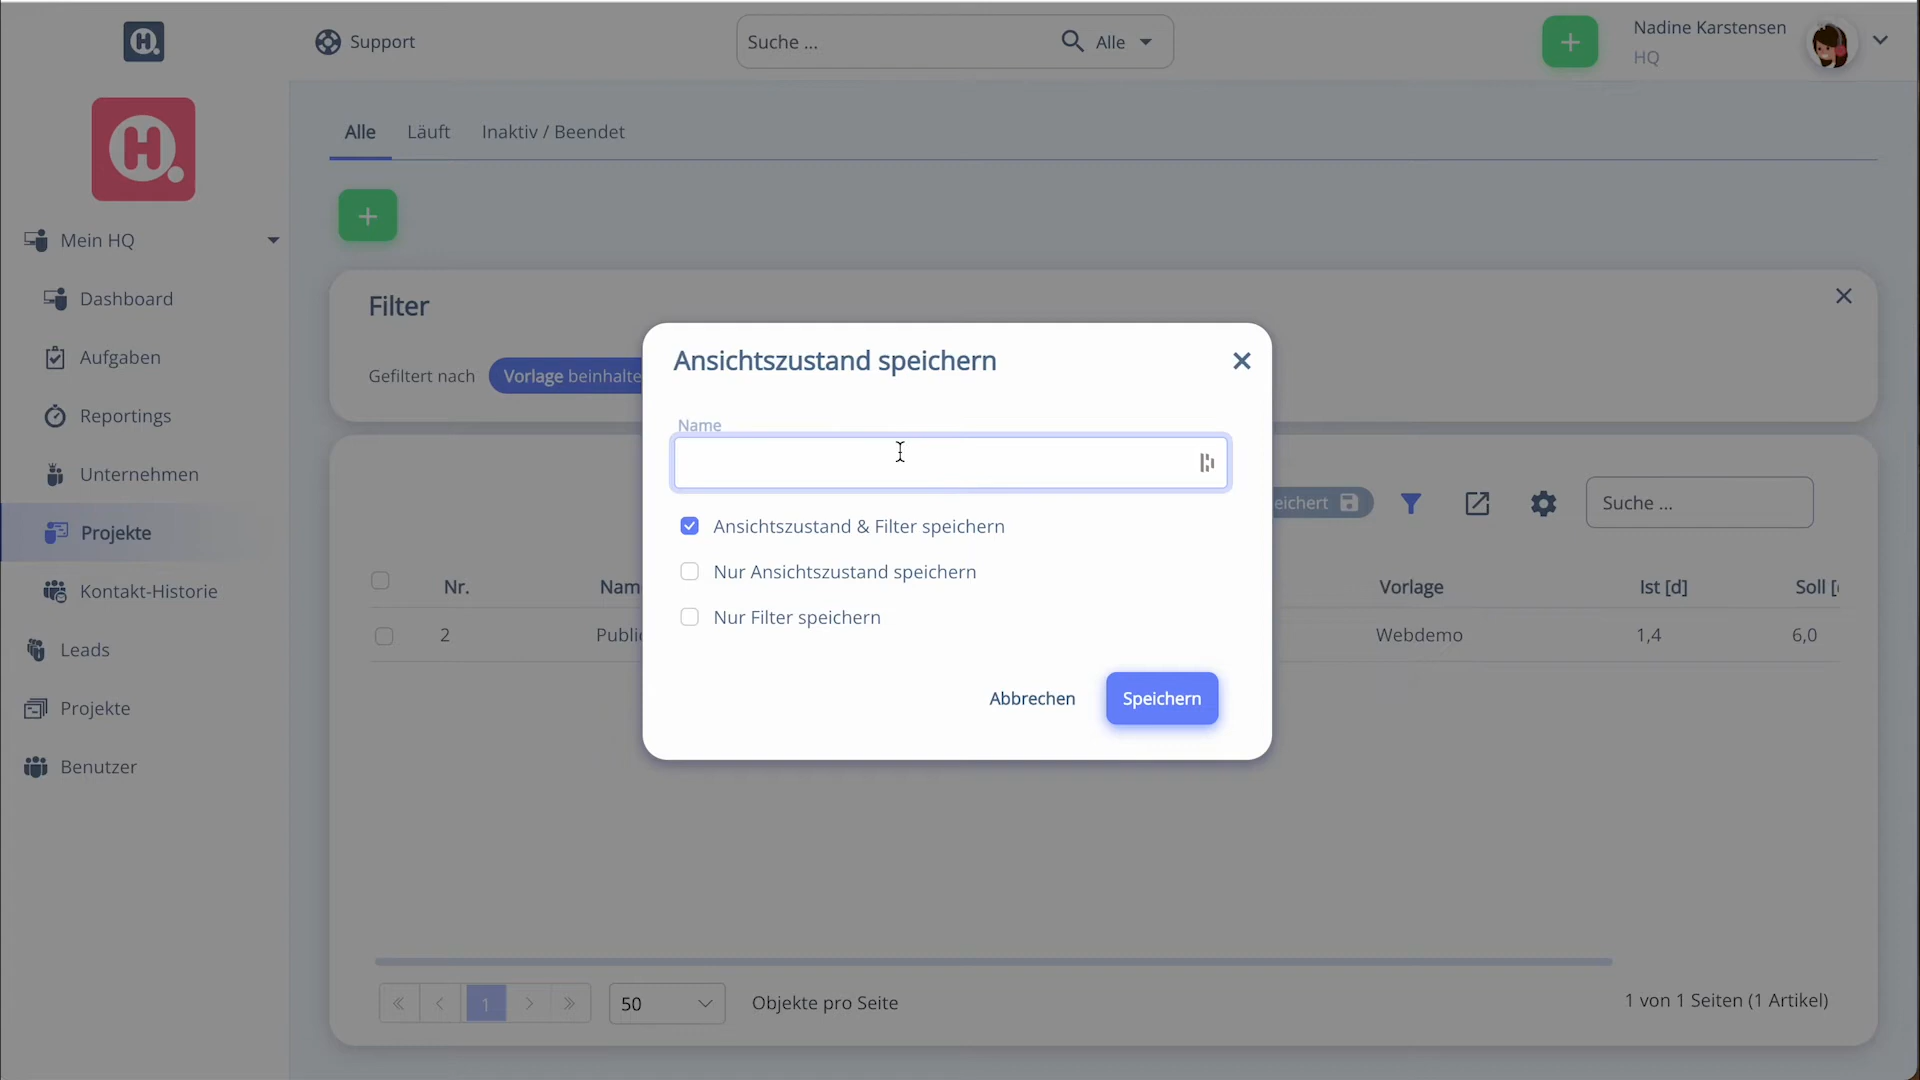 H.
Support
Suche ...
Alle
Nadine Karstensen
HQ
H.
Alle
Läuft
Inaktiv / Beendet
Mein HQ
Dashboard
Aufgaben
Reportings
Unternehmen
Projekte
Kontakt-Historie
Leads
Projekte
Benutzer
Filter
Gefiltert nach
Vorlage beinhalte
Ansichtszustand speichern
Name
Ansichtszustand & Filter speichern
Nur Ansichtszustand speichern
Nur Filter speichern
Abbrechen
Speichern
eichert
Suche ...
Nr.
Nam
Vorlage
Ist [d]
Soll [
2
Publi
Webdemo
1,4
6,0
1
50
Objekte pro Seite
1 von 1 Seiten (1 Artikel)